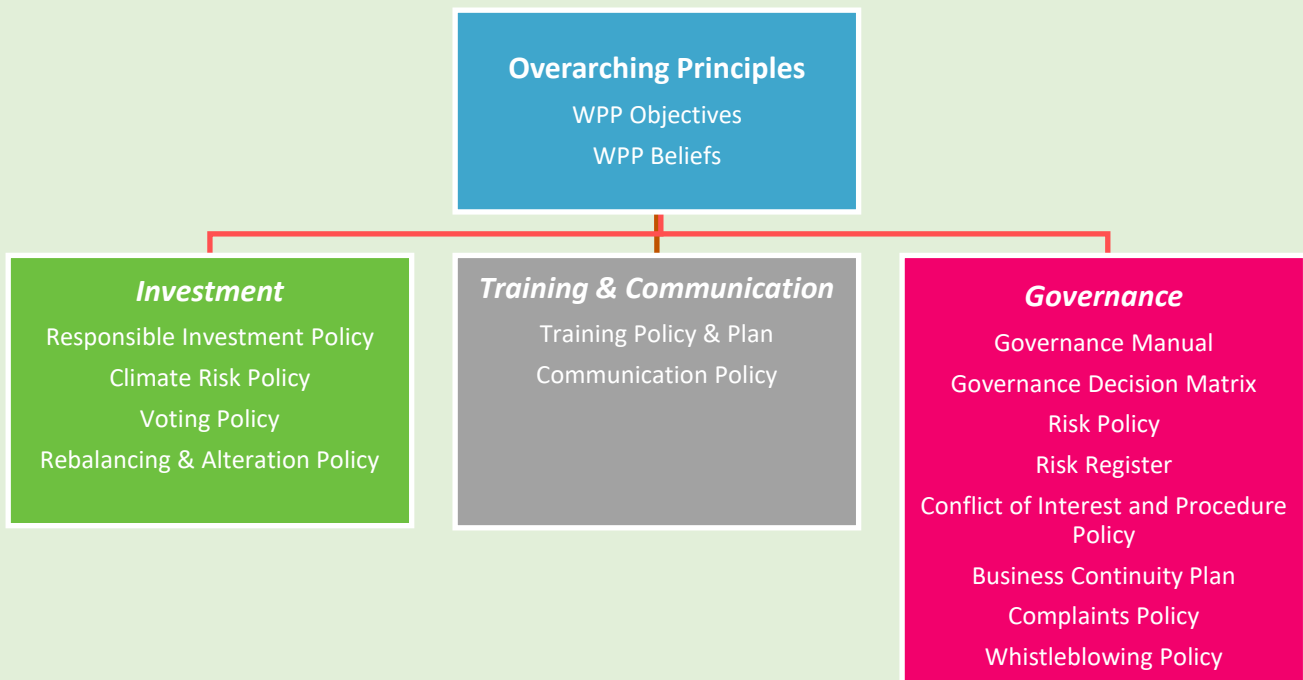 Overarching Principles
WPP Objectives
WPP Beliefs
Investment
Responsible Investment Policy
Climate Risk Policy
Voting Policy
Rebalancing & Alteration Policy
Training & Communication
Training Policy & Plan
Communication Policy
Governance
Governance Manual
Governance Decision Matrix
Risk Policy
Risk Register
Conflict of Interest and Procedure
Policy
Business Continuity Plan
Complaints Policy
Whistleblowing Policy